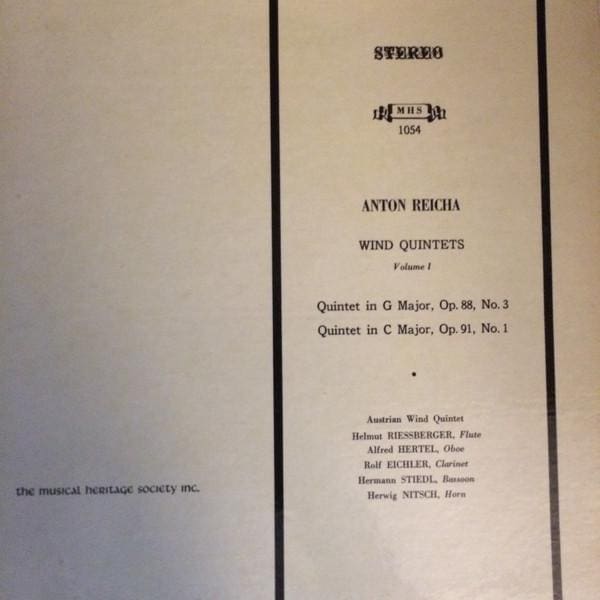 STEREO
MHS
1054
ANTON REICHA
WIND QUINTETS
Volume I
Quintet in G Major, Op. 88, No. 3
Quintet in C Major, Op. 91, No. 1
Austrian Wind Quintet
Helmut RIESSBERGER, Flute
Alfred HERTEL, Oboe
Rolf EICHLER, Clarinet
Hermann STIEDL, Bassoon
Herwig NITSCH, Horn
the musical heritage society inc.